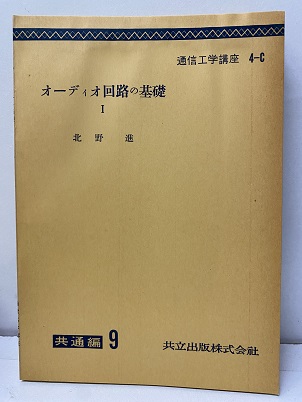 通信工学講座 4-C
オーディオ回路の基礎
I
北野 進
共通編 9
共立出版株式会社